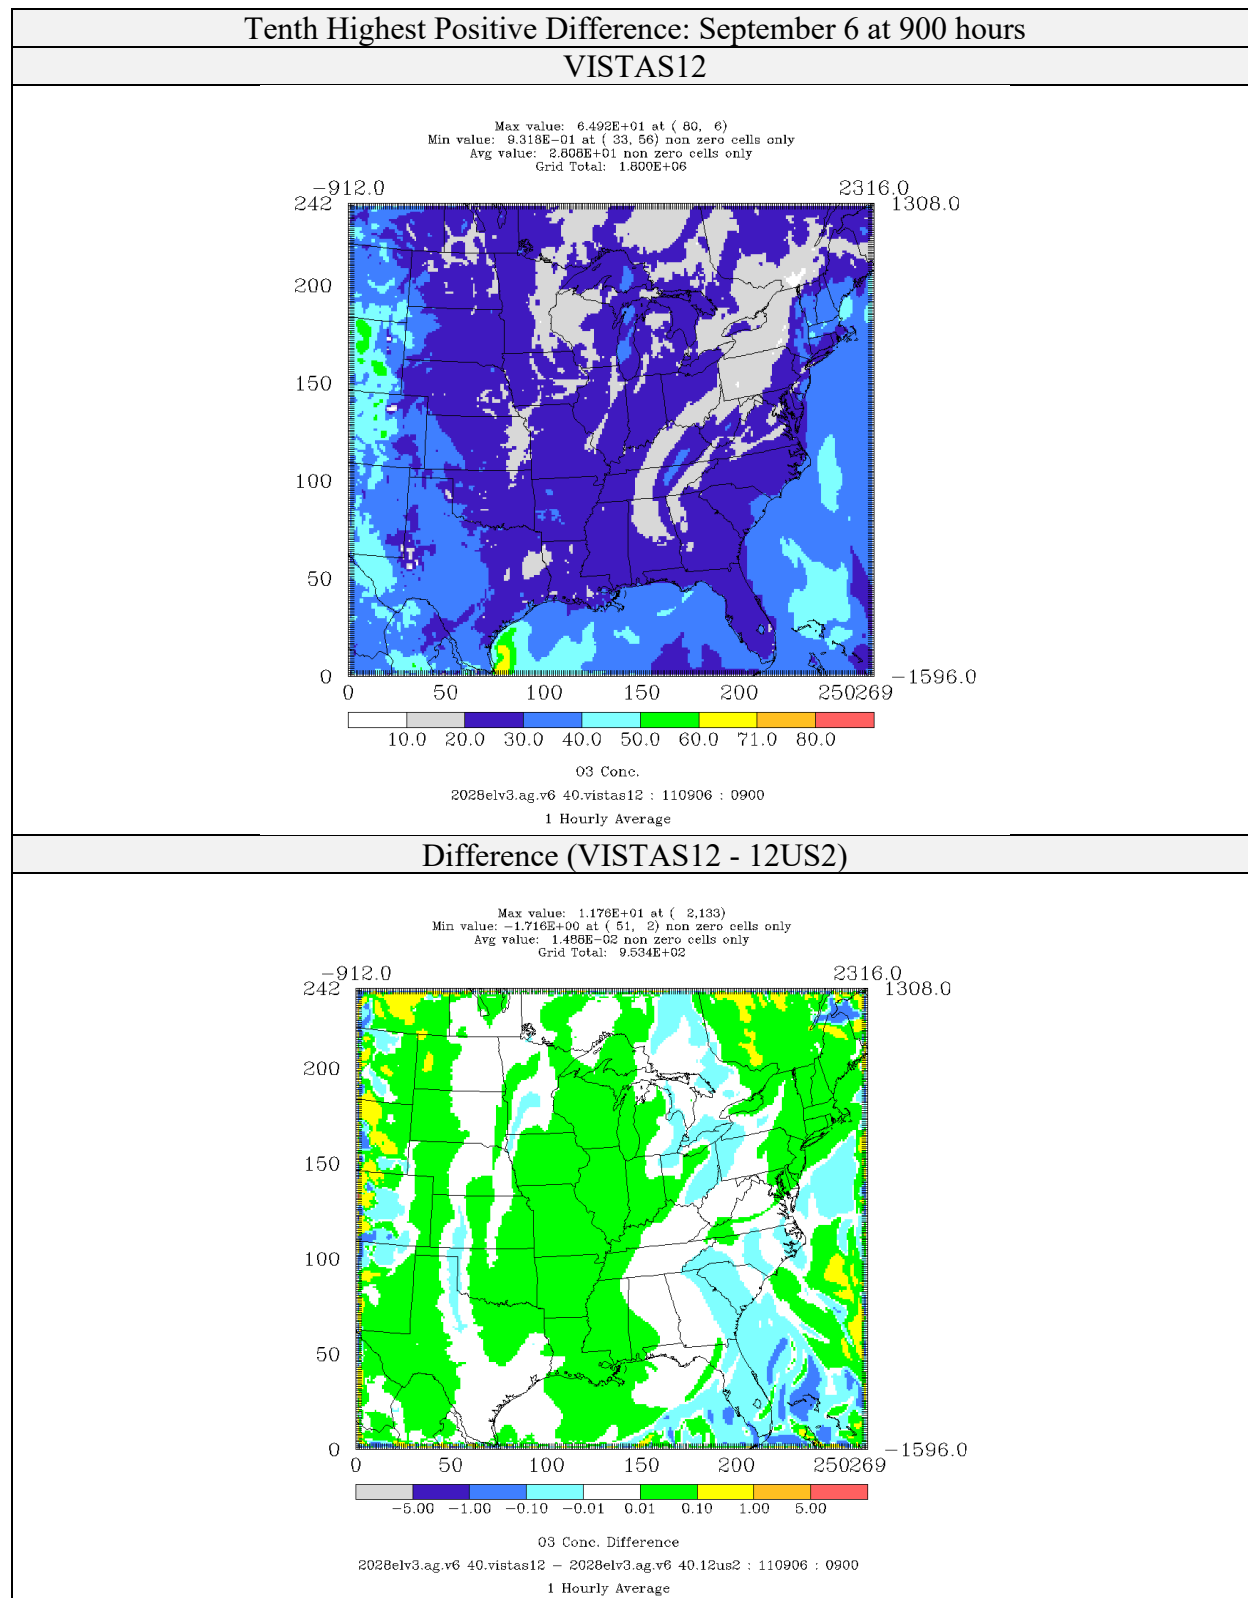 Tenth Highest Positive Difference: September 6 at 900 hours
VISTAS12
Max value: 6.492E+01 at ( 80, 6)
Min value: 9.318E-01 at ( 33, 56) non zero cells only
Avg value: 2.808E+01 non zero cells only
Grid Total: 1.800E+06
-912.0 2316.0
242 1308.0
200
150
100
50
0 -1596.0
0 50 100 150 200 250269
10.0 20.0 30.0 40.0 50.0 60.0 71.0 80.0
O3 Conc.
2028elv3.ag.v6 40.vistas12 : 110906 : 0900
1 Hourly Average
Difference (VISTAS12 - 12US2)
Max value: 1.176E+01 at ( 2,133)
Min value: -1.716E+00 at ( 51, 2) non zero cells only
Avg value: 1.488E-02 non zero cells only
Grid Total: 9.534E+02
-912.0 2316.0
242 1308.0
200
150
100
50
0 -1596.0
0 50 100 150 200 250269
-5.00 -1.00 -0.10 -0.01 0.01 0.10 1.00 5.00
O3 Conc. Difference
2028elv3.ag.v6 40.vistas12 - 2028elv3.ag.v6 40.12us2 : 110906 : 0900
1 Hourly Average